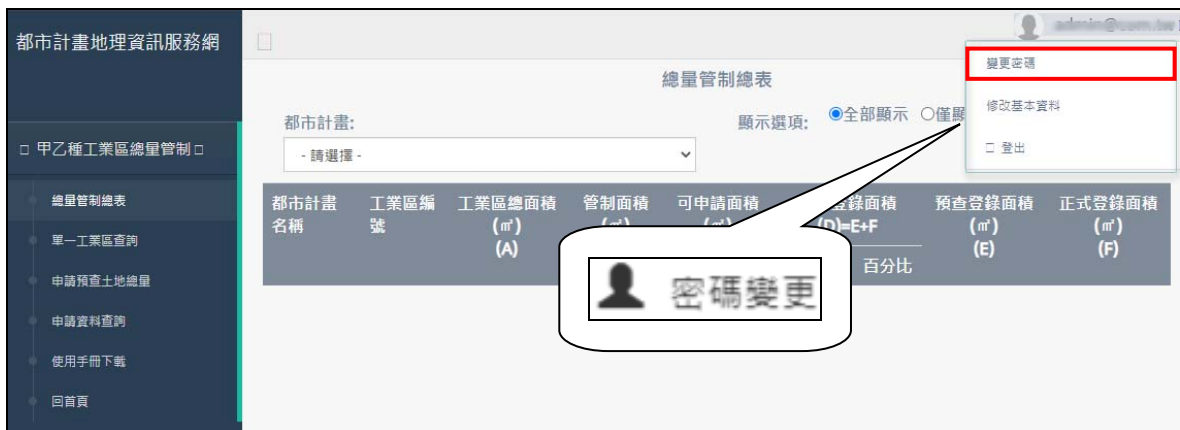 都市計畫地理資訊服務網
變更密碼
修改基本資料
登出
甲乙種工業區總量管制
總量管制總表
單一工業區查詢
申請預查土地總量
申請資料查詢
使用手冊下載
回首頁
總量管制總表
都市計畫:
顯示選項:
全部顯示
僅顯
- 請選擇 -
都市計畫名稱
工業區編號
工業區總面積
(㎡)
(A)
管制面積
(㎡)
可申請面積
(㎡)
登錄面積
(D)=E+F
百分比
預查登錄面積
(㎡)
(E)
正式登錄面積
(㎡)
(F)
密碼變更